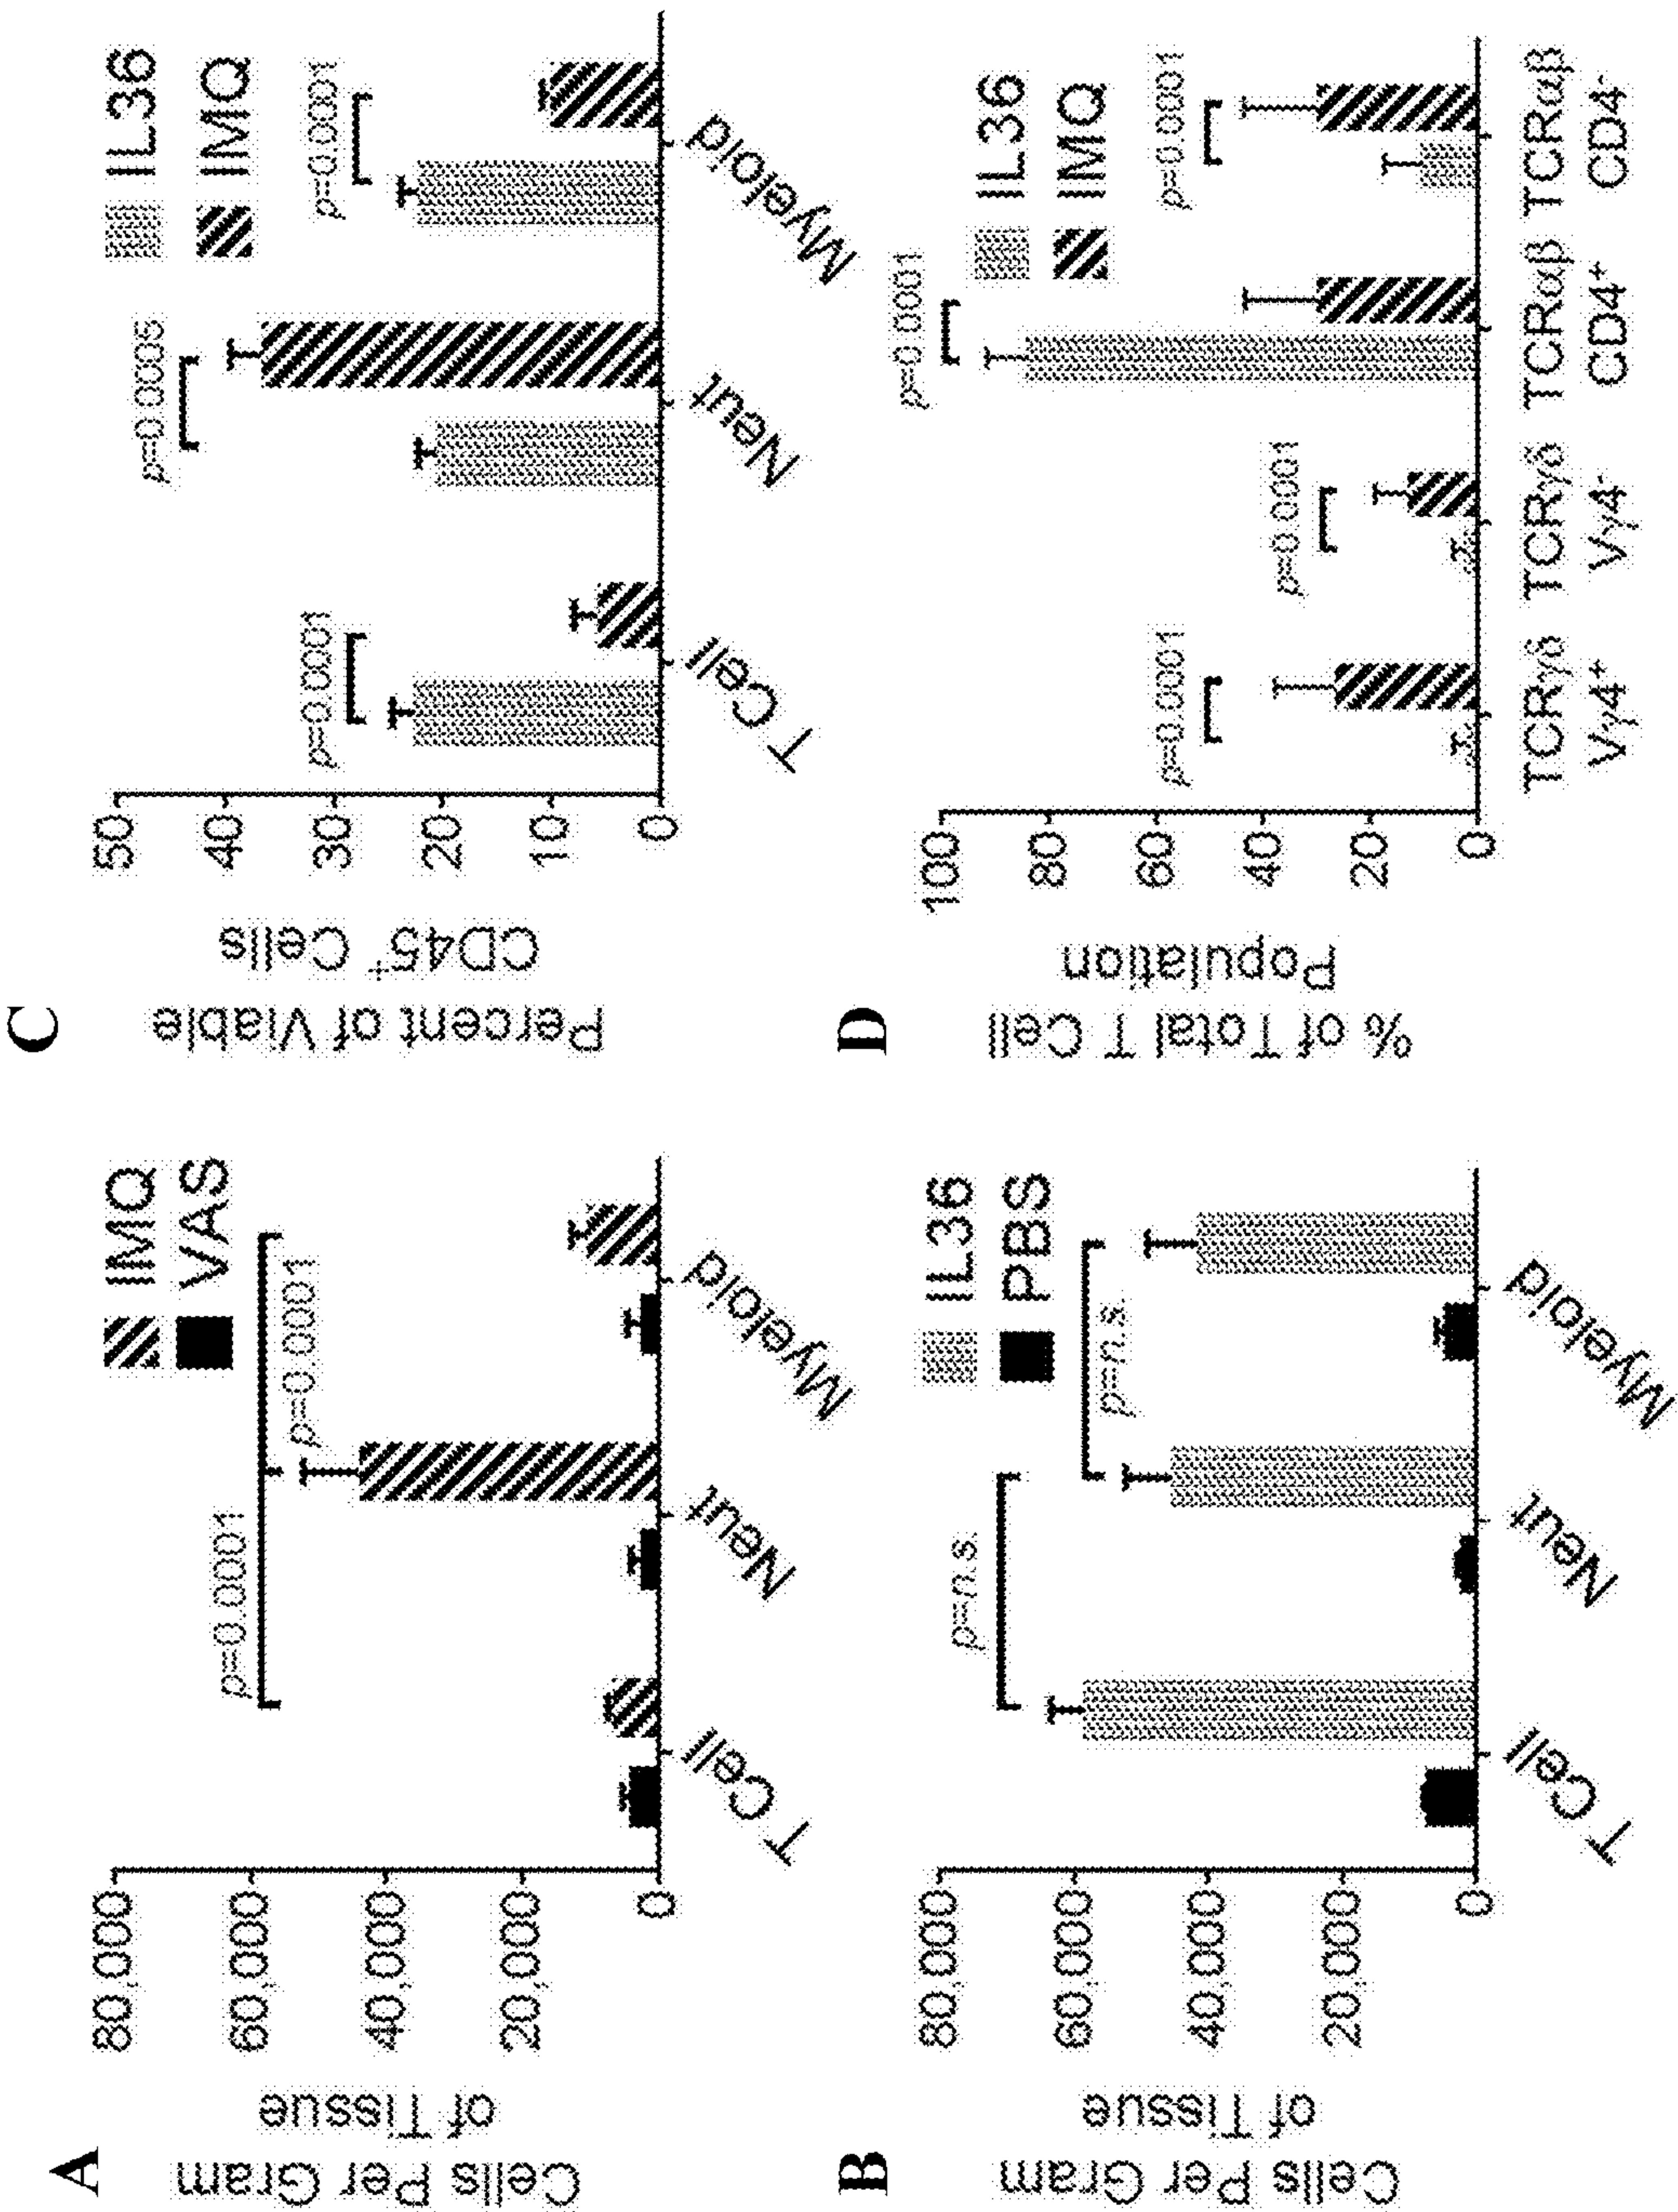 A
Cells Per Gram
of Tissue
80,000
60,000
40,000
20,000
0
p=0.0001
p=0.0001
IMQ
VAS
T Cell
Neut
Myeloid
B
Cells Per Gram
of Tissue
80,000
60,000
40,000
20,000
0
p=n.s.
p=n.s.
IL36
PBS
T Cell
Neut
Myeloid
C
Percent of Viable
CD45⁺ Cells
50
40
30
20
10
0
p=0.0001
p=0.0005
p=0.0001
IL36
IMQ
T Cell
Neut
Myeloid
D
% of Total T Cell
Population
100
80
60
40
20
0
p=0.0001
p=0.0001
p=0.0001
p=0.0001
IL36
IMQ
TCRγδ TCRγδ TCRαβ TCRαβ
Vγ4⁺ Vγ4⁻ CD4⁺ CD4⁻